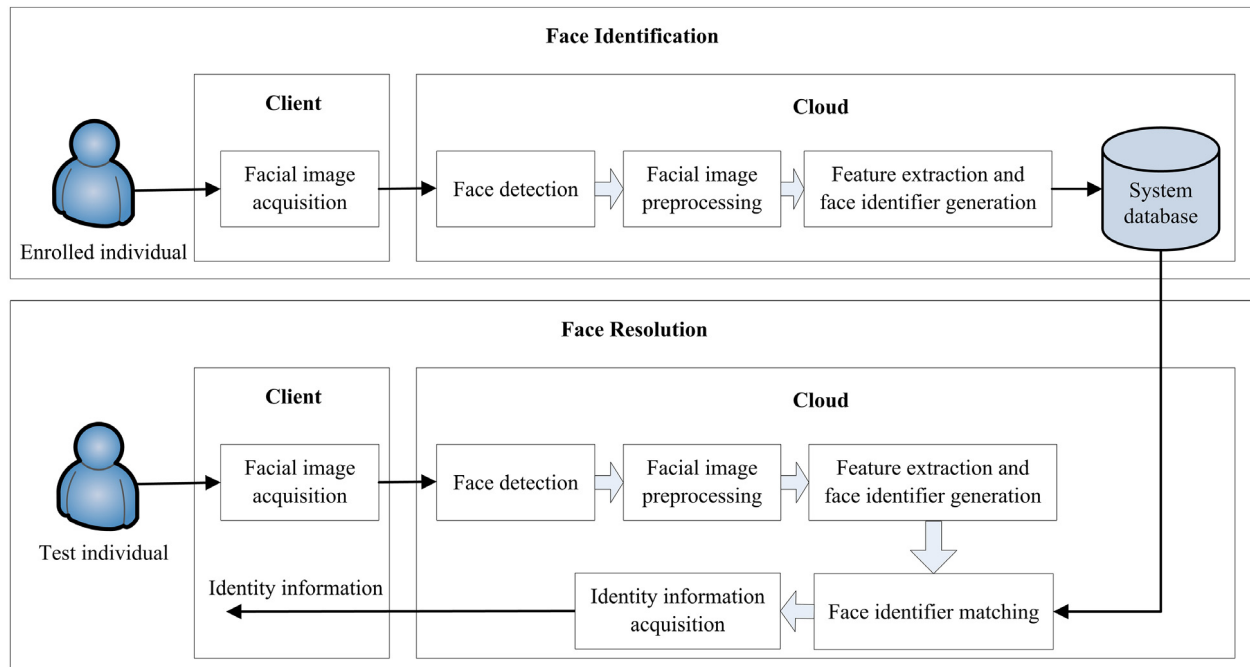 Face Identification
Client
Cloud
Facial image
acquisition
Face detection
Facial image
preprocessing
Feature extraction and
face identifier generation
System
database
Enrolled individual
Face Resolution
Client
Cloud
Facial image
acquisition
Face detection
Facial image
preprocessing
Feature extraction and
face identifier generation
Test individual
Identity information
Identity information
acquisition
Face identifier matching